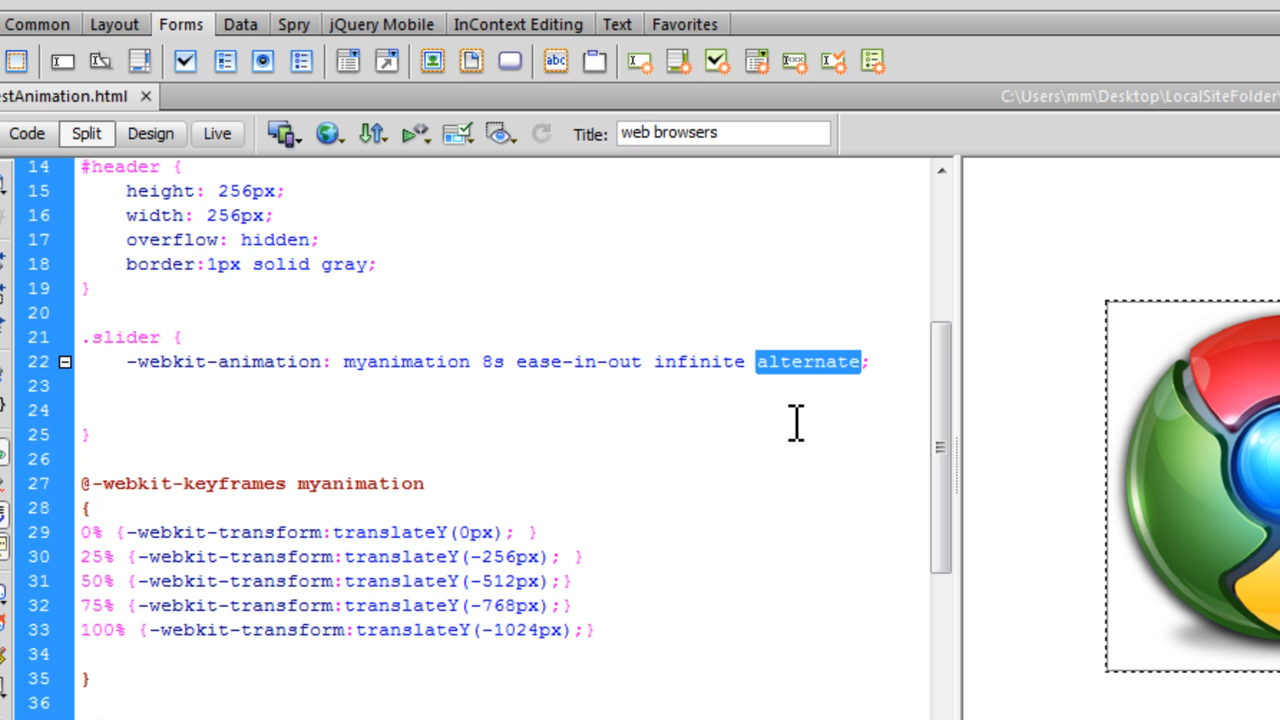 Common Layout Forms Data Spry jQuery Mobile InContext Editing Text Favorites
abc
estAnimation.html C:\Users\mm\Desktop\LocalSiteFolder\
Code Split Design Live Title: web browsers
14 #header {
15 height: 256px;
16 width: 256px;
17 overflow: hidden;
18 border:1px solid gray;
19 }
20
21 .slider {
22 -webkit-animation: myanimation 8s ease-in-out infinite alternate;
23
24
25 }
26
27 @-webkit-keyframes myanimation
28 {
29 0% {-webkit-transform:translateY(0px); }
30 25% {-webkit-transform:translateY(-256px); }
31 50% {-webkit-transform:translateY(-512px);}
32 75% {-webkit-transform:translateY(-768px);}
33 100% {-webkit-transform:translateY(-1024px);}
34
35 }
36